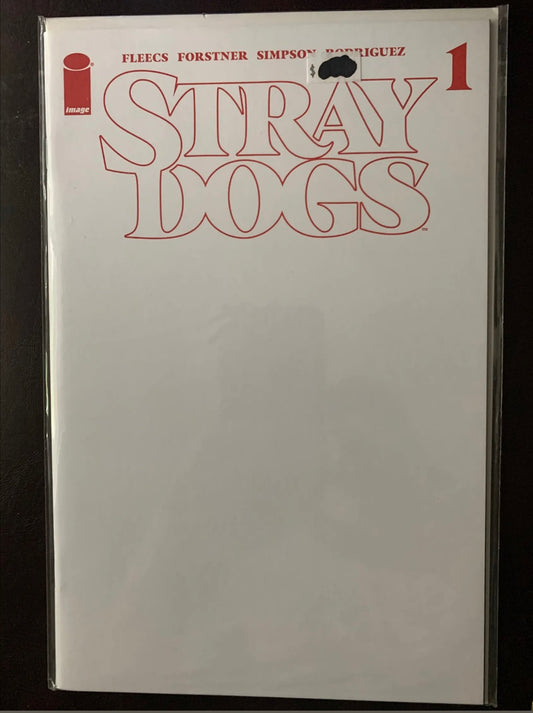 FLEECS FORSTNER SIMPSON RODRIGUEZ
1
image
STRAY
DOGS
$